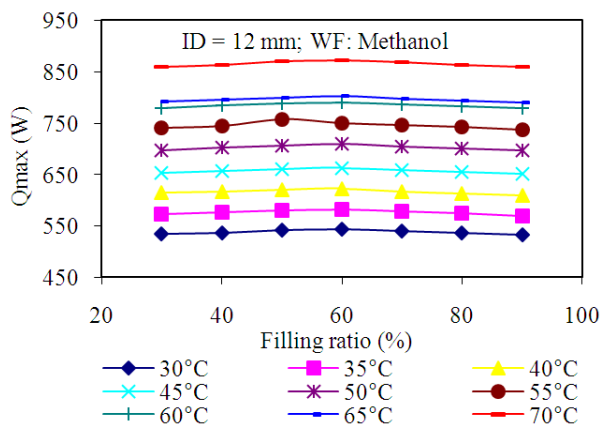 950
850
750
650
550
450
Qmax (W)
ID = 12 mm; WF: Methanol
20 40 60 80 100
Filling ratio (%)
30°C 35°C 40°C
45°C 50°C 55°C
60°C 65°C 70°C